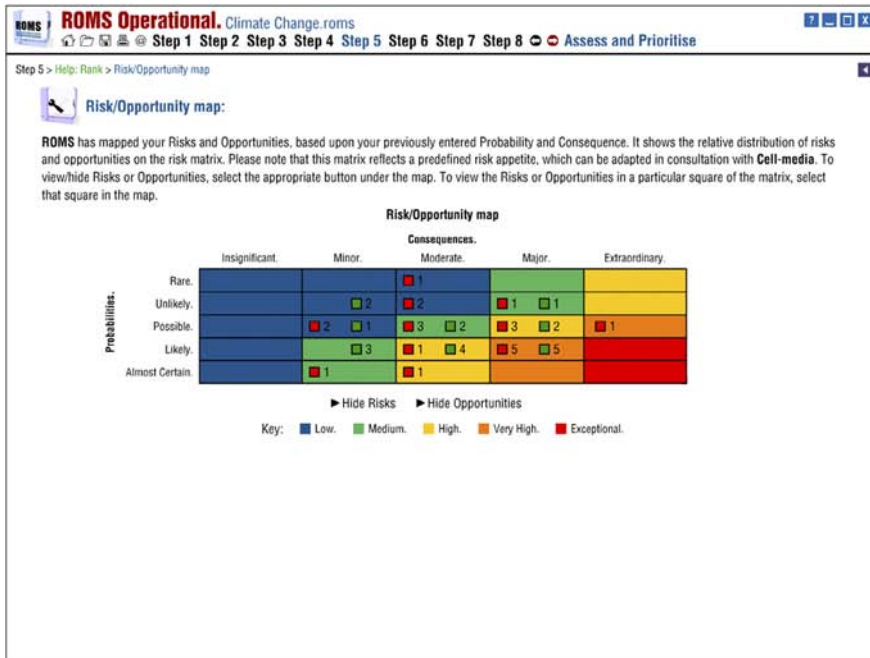 ROMS ROMS Operational. Climate Change.roms ? X
@ Step 1 Step 2 Step 3 Step 4 Step 5 Step 6 Step 7 Step 8 Assess and Prioritise
Step 5 > Help: Rank > Risk/Opportunity map
Risk/Opportunity map:
ROMS has mapped your Risks and Opportunities, based upon your previously entered Probability and Consequence. It shows the relative distribution of risks
and opportunities on the risk matrix. Please note that this matrix reflects a predefined risk appetite, which can be adapted in consultation with Cell-media. To
view/hide Risks or Opportunities, select the appropriate button under the map. To view the Risks or Opportunities in a particular square of the matrix, select
that square in the map.
Risk/Opportunity map
Consequences.
Insignificant. Minor. Moderate. Major. Extraordinary.
Probabilities.
Rare. 1
Unlikely. 2 2 1 1
Possible. 2 1 3 2 3 2 1
Likely. 3 1 4 5 5
Almost Certain. 1 1
Hide Risks Hide Opportunities
Key: Low. Medium. High. Very High. Exceptional.